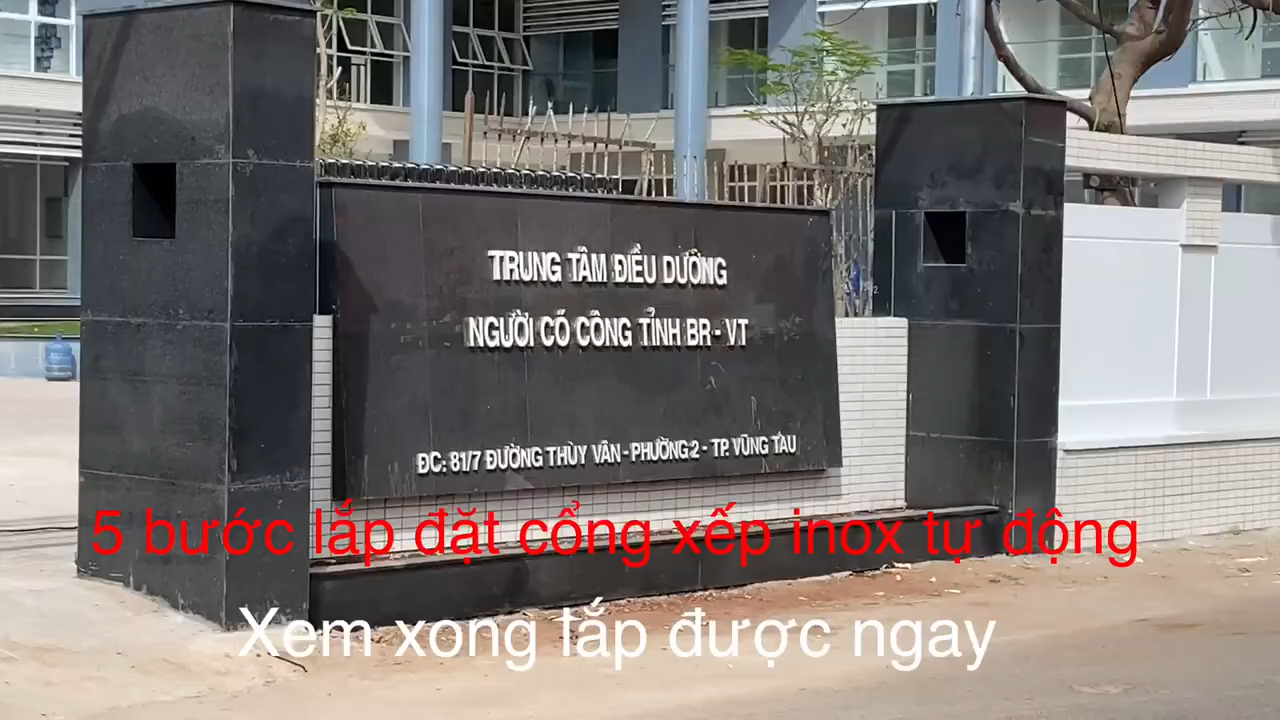 TRUNG TÂM ĐIỀU DƯỠNG
NGƯỜI CÓ CÔNG TỈNH BR - VT
ĐC: 81/7 ĐƯỜNG THÙY VÂN - PHƯỜNG 2 - TP. VŨNG TÀU
5 bước lắp đặt cổng xếp inox tự động
Xem xong lắp được ngay